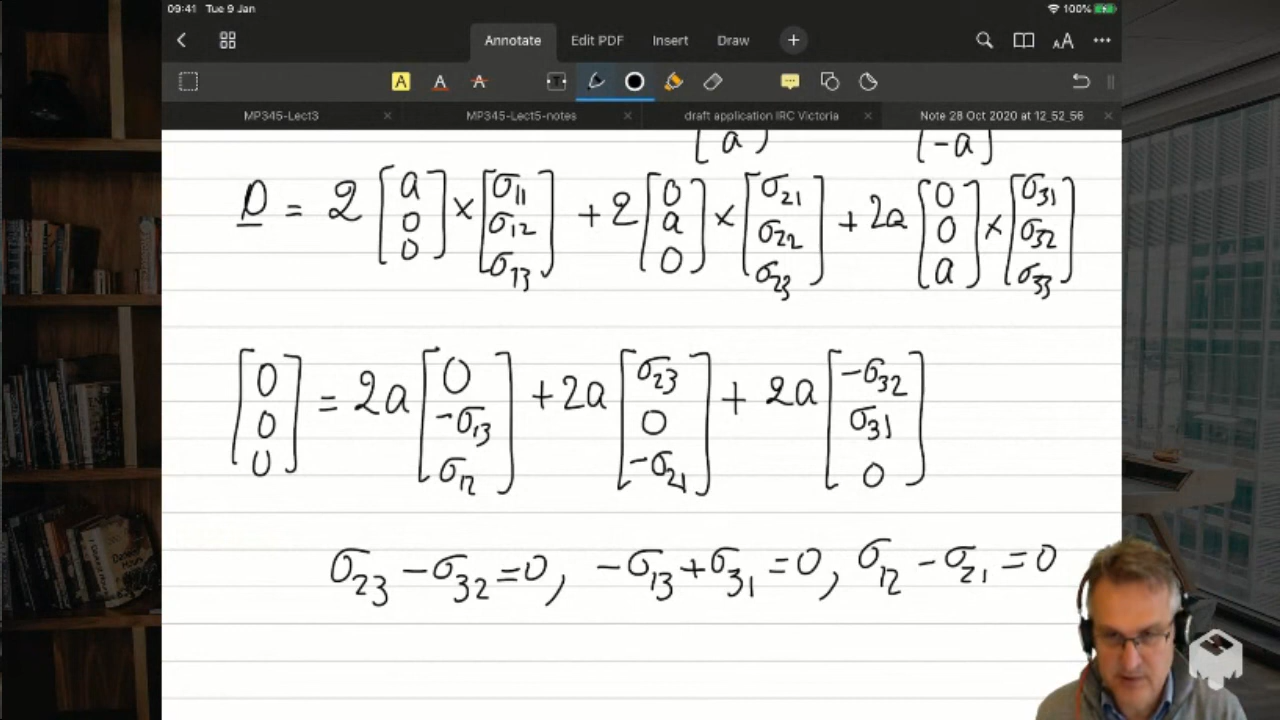 09:41 Tue 9 Jan 100%
Annotate Edit PDF Insert Draw + AA ...
A A A T
MP345-Lect3 × MP345-Lect5-notes × draft application IRC Victoria × Note 28 Oct 2020 at 12_52_56 ×
[a] [-a]
D = 2 [a 0 0] × [σ11 σ12 σ13] + 2 [0 a 0] × [σ21 σ22 σ23] + 2a [0 0 a] × [σ31 σ32 σ33]
[0 0 0] = 2a [0 -σ13 σ12] + 2a [σ23 0 -σ21] + 2a [-σ32 σ31 0]
σ23 - σ32 = 0, -σ13 + σ31 = 0, σ12 - σ21 = 0